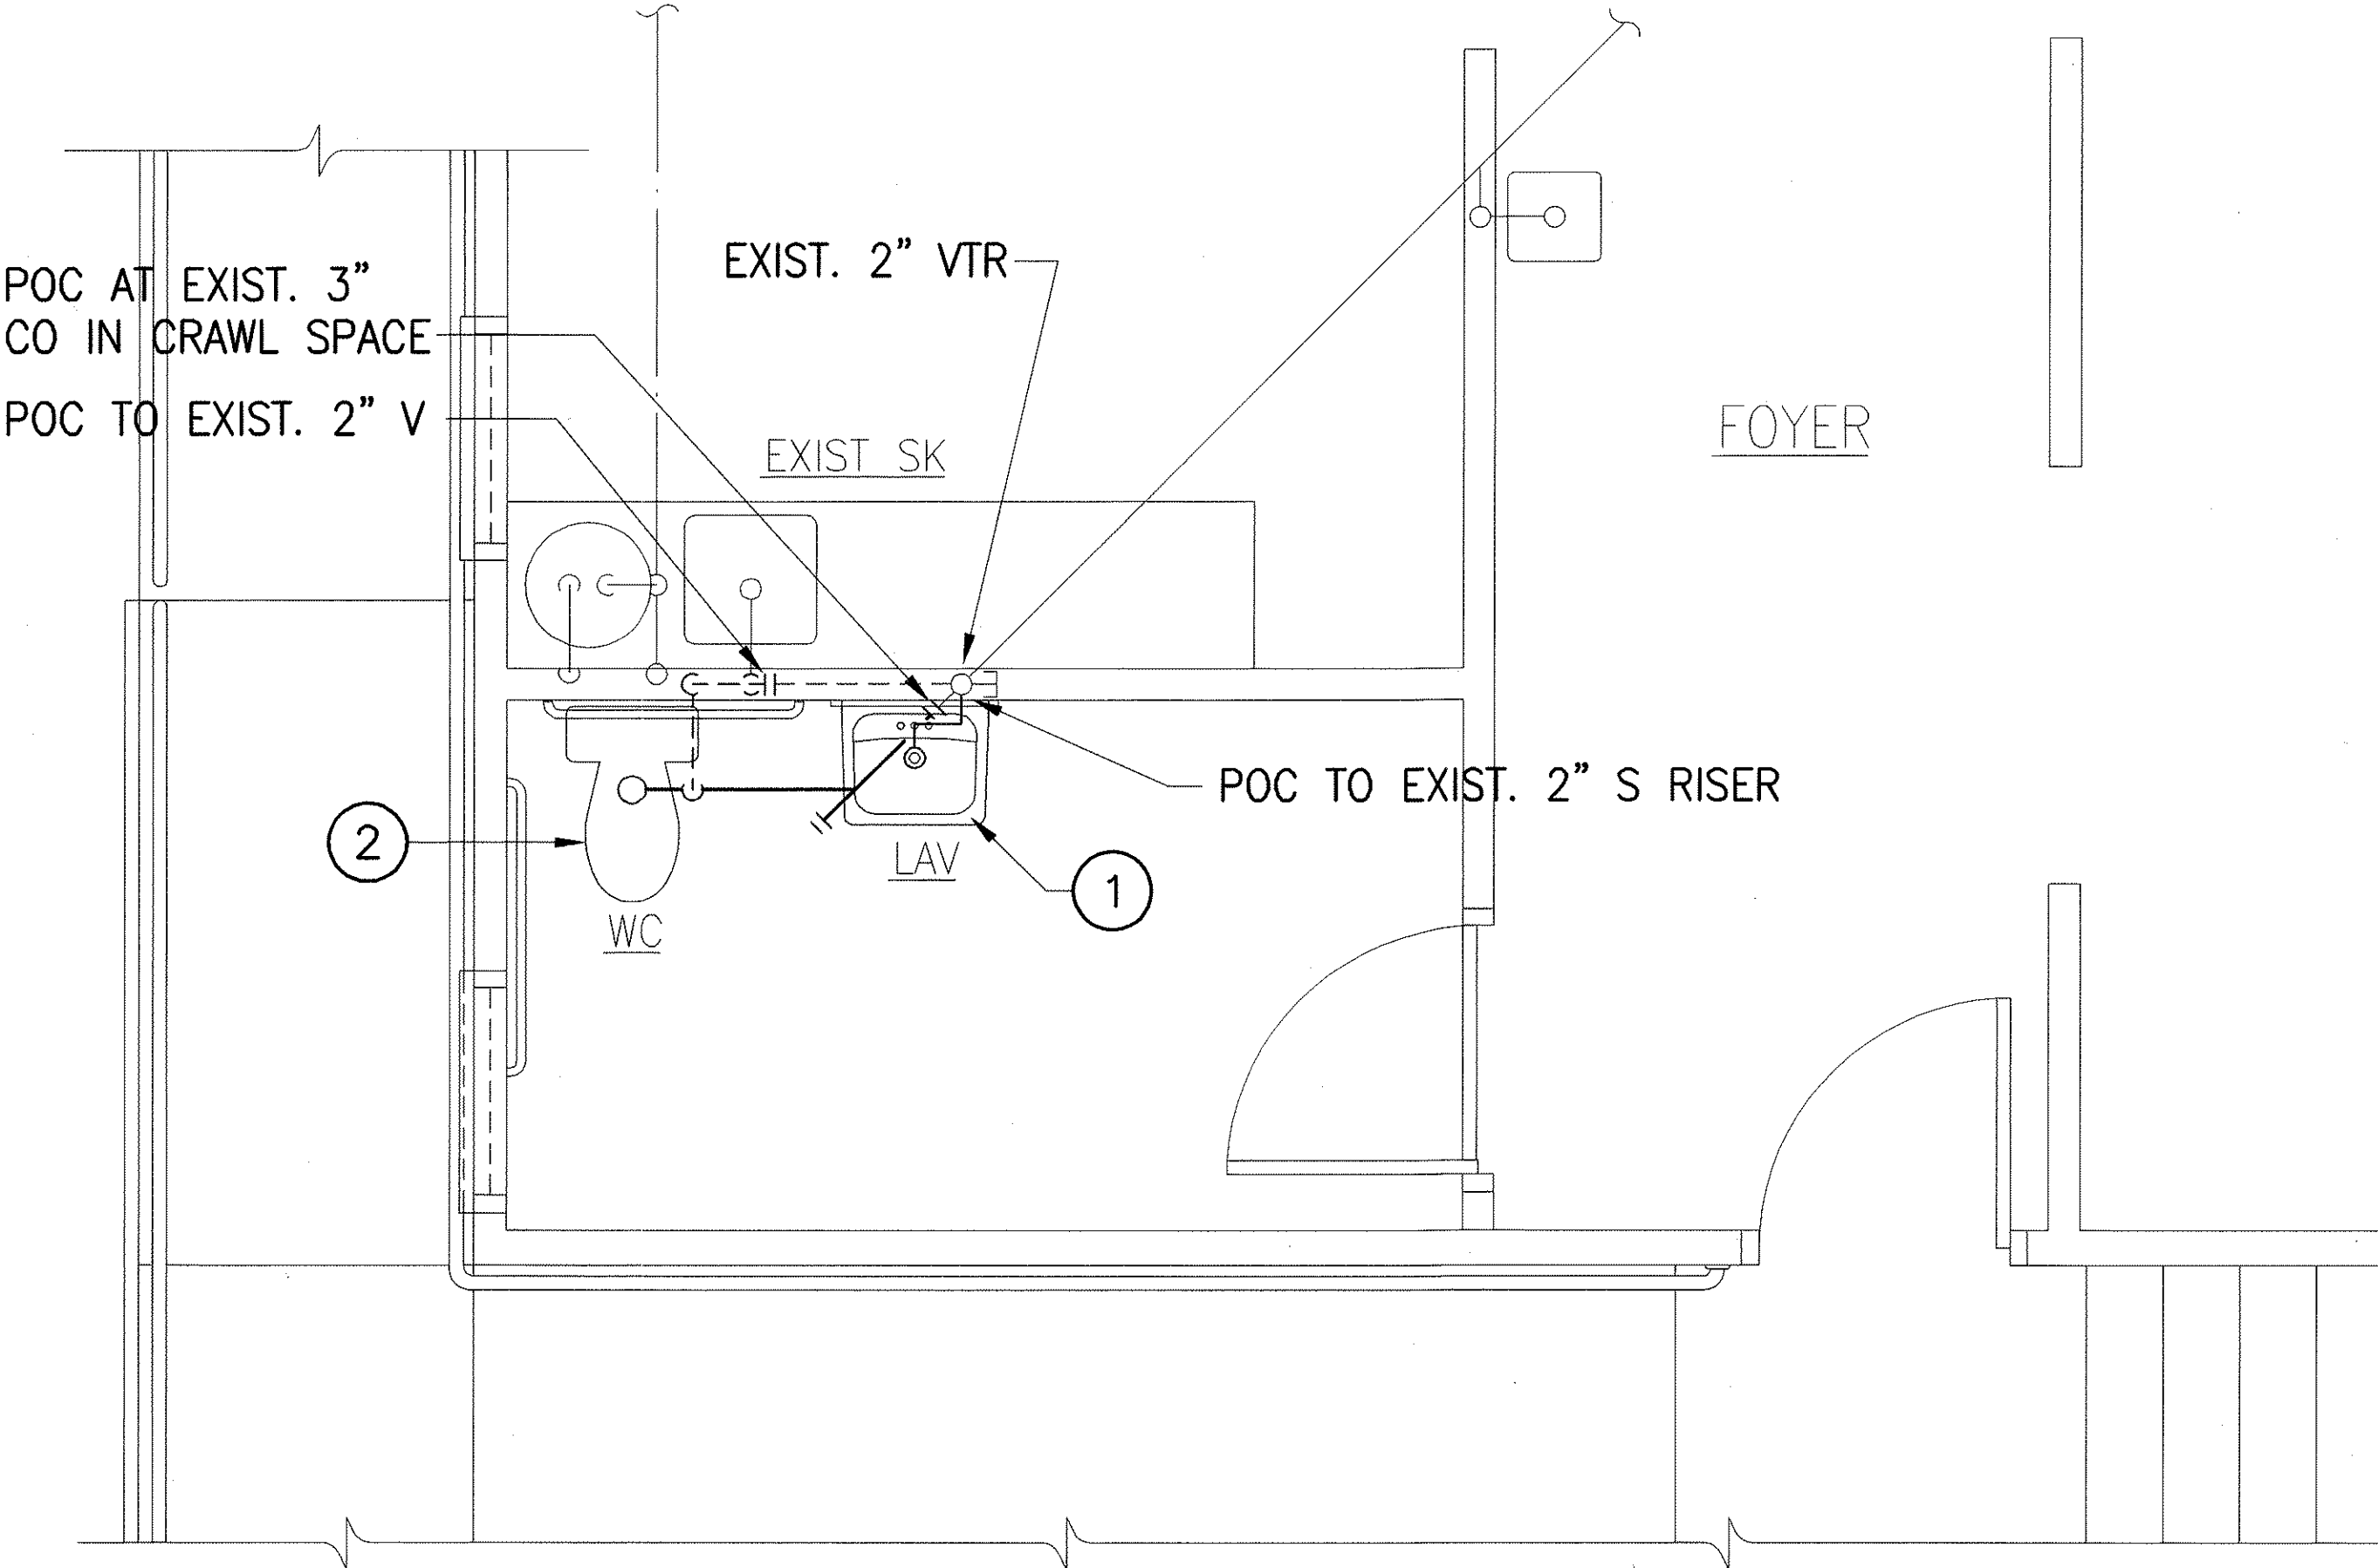 EXIST. 2" VTR
POC AT EXIST. 3"
CO IN CRAWL SPACE
POC TO EXIST. 2" V
EXIST SK
FOYER
POC TO EXIST. 2" S RISER
2
LAV
1
WC